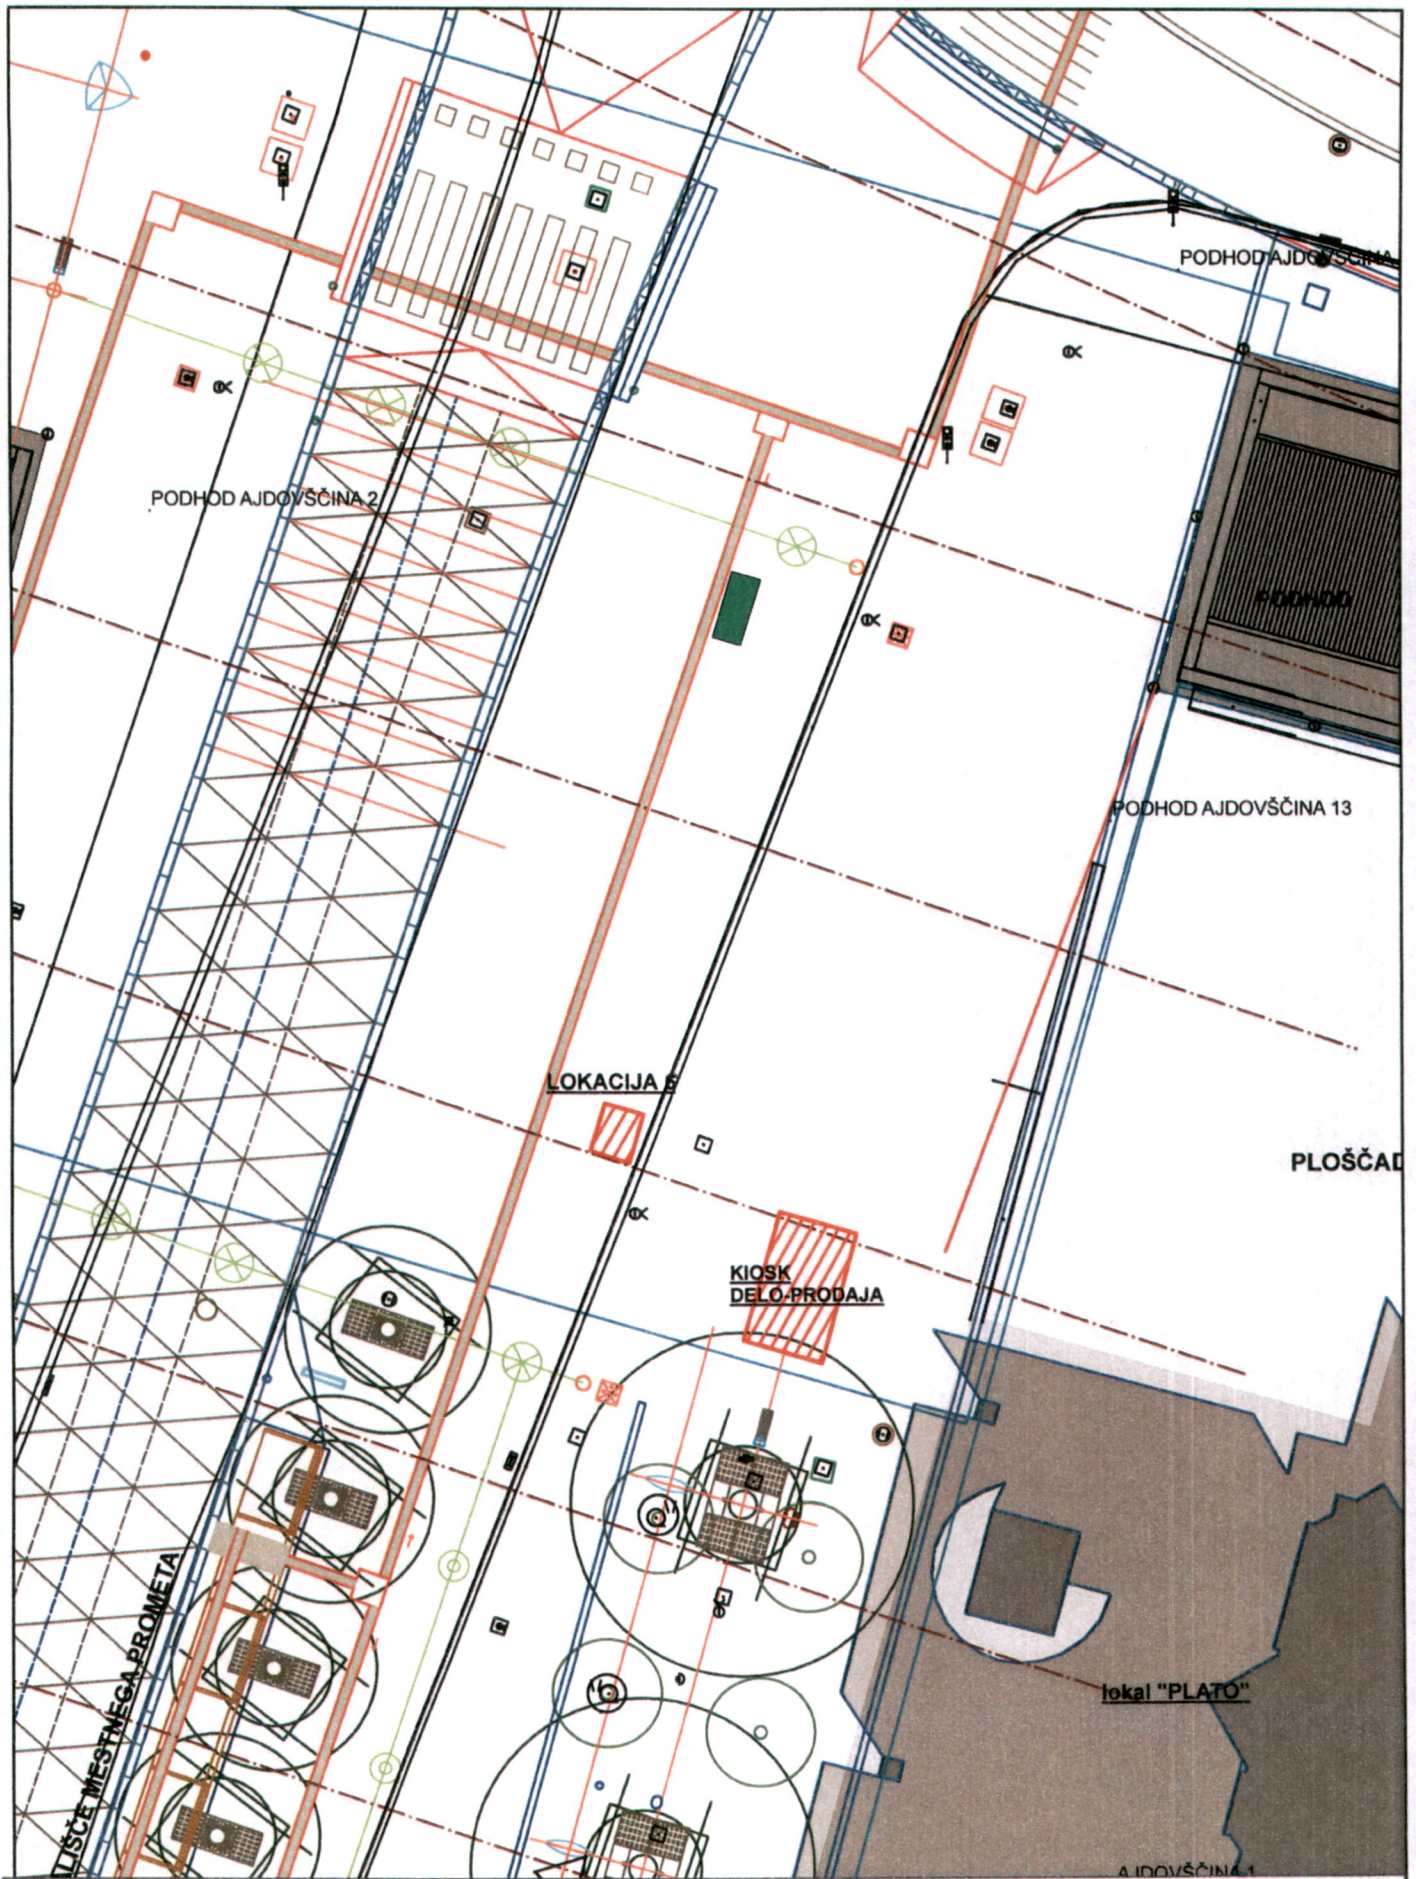 PODHOD AJDOVŠČINA
PODHOD AJDOVŠČINA 2
PODHOD
PODHOD AJDOVŠČINA 13
LOKACIJA
PLOŠČAD
KIOSK
DELO-PRODAJA
lokal "PLATO"
MESTNEGA PROMETA
AJDOVŠČINA 1